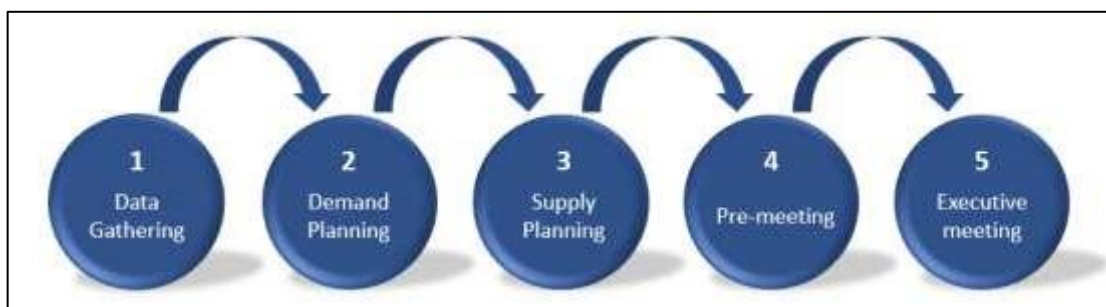 1
Data
Gathering
2
Demand
Planning
3
Supply
Planning
4
Pre-meeting
5
Executive
meeting